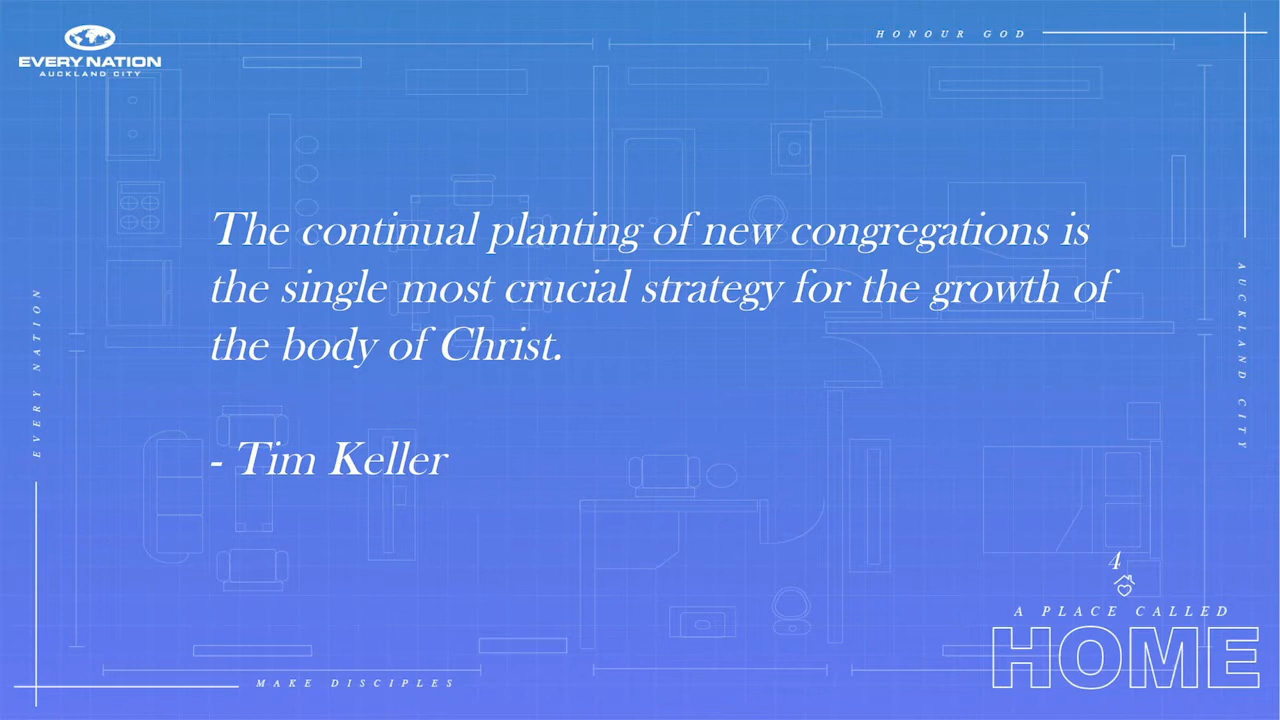 EVERY NATION
AUCKLAND CITY
HONOUR GOD
The continual planting of new congregations is
the single most crucial strategy for the growth of
the body of Christ.
- Tim Keller
EVERY NATION
AUCKLAND CITY
4
A PLACE CALLED
HOME
MAKE DISCIPLES